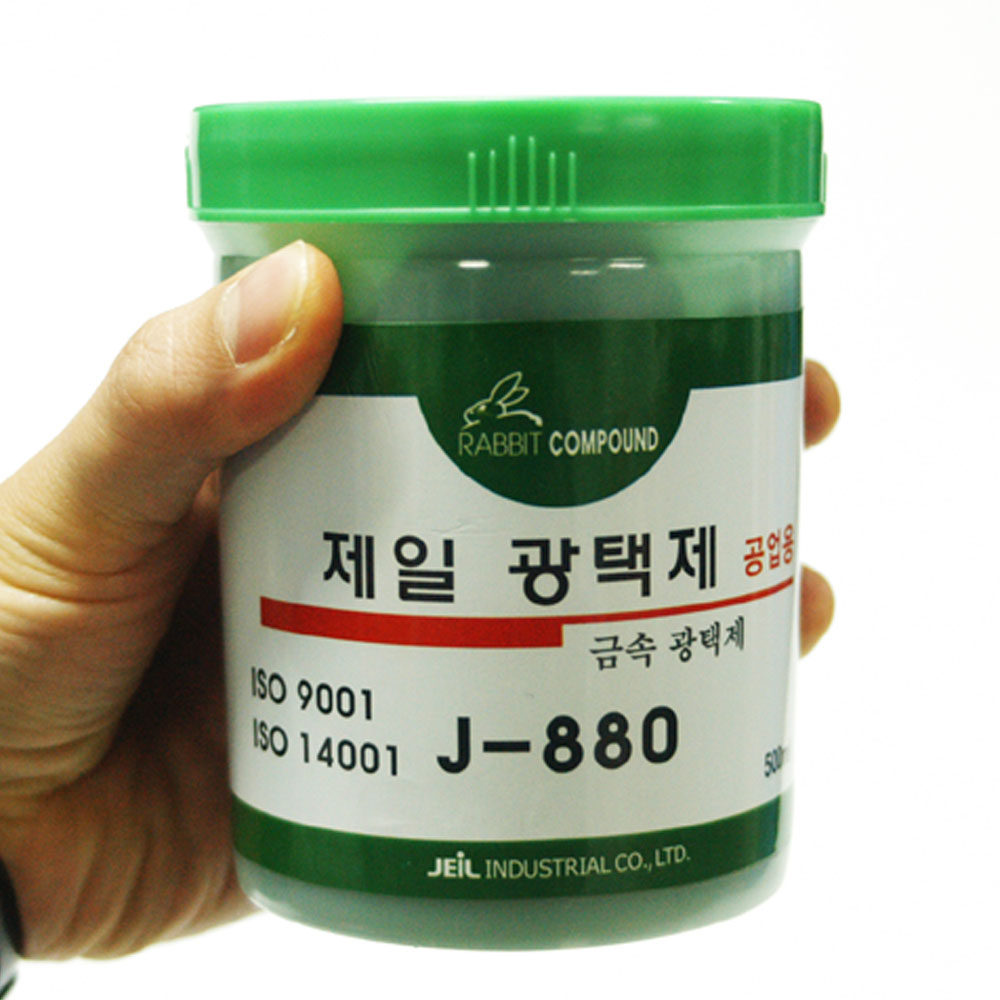 RABBIT COMPOUND
제일 광택제 공업용
금속 광택제
ISO 9001
ISO 14001
J-880
JEIL INDUSTRIAL CO., LTD.